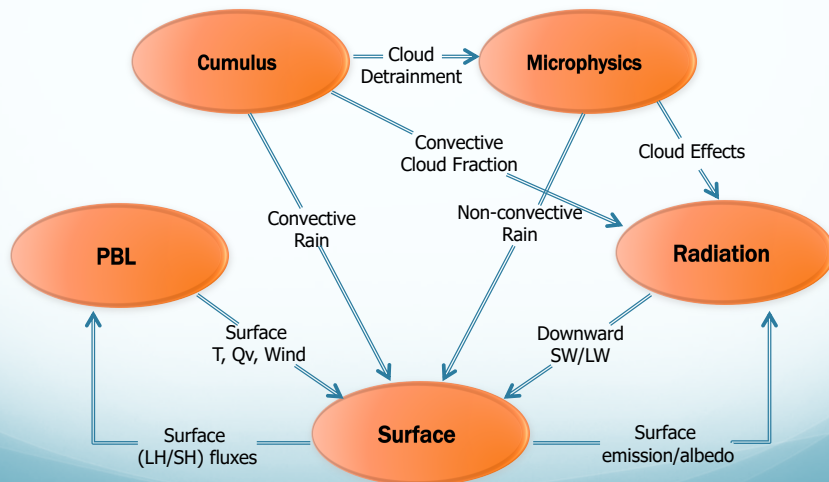 Cumulus
Cloud
Detrainment
Microphysics
Convective
Cloud Fraction
Cloud Effects
Convective
Rain
Non-convective
Rain
PBL
Radiation
Surface
T, Qv, Wind
Downward
SW/LW
Surface
Surface
(LH/SH) fluxes
Surface
emission/albedo